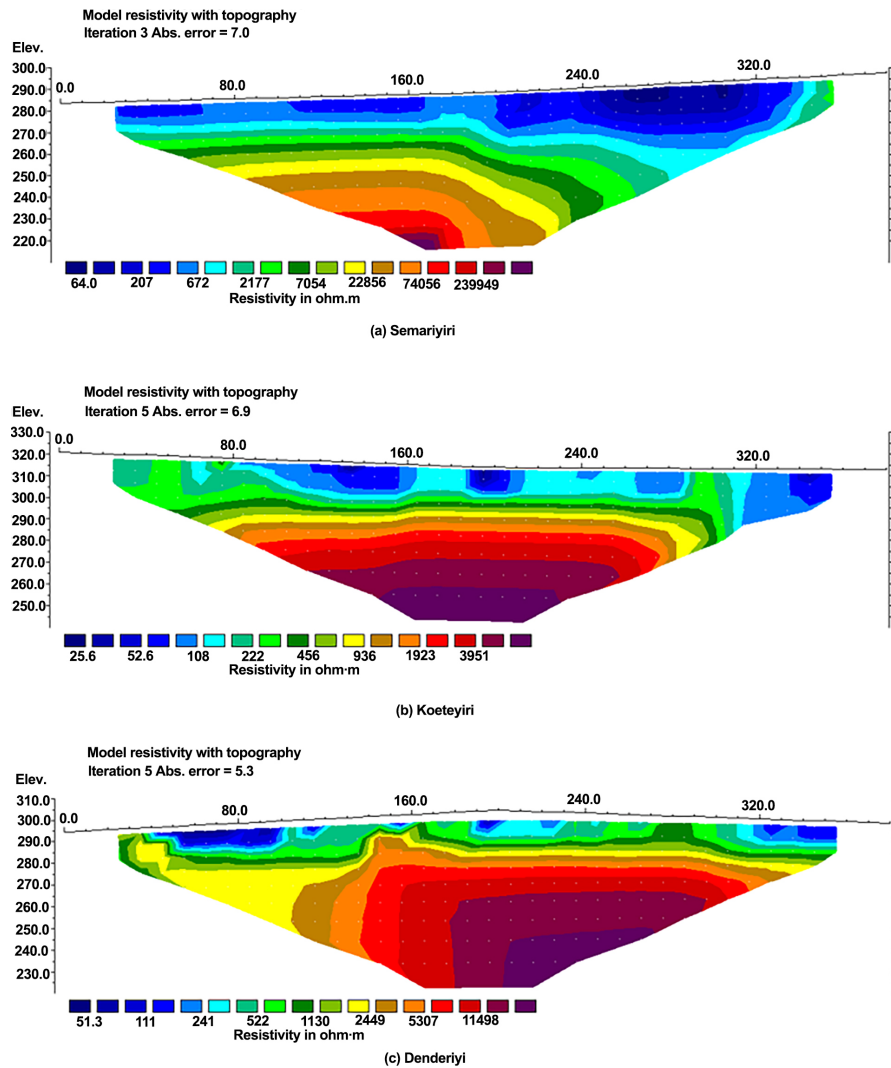 Model resistivity with topography
Iteration 3 Abs. error = 7.0
Elev.
300.0
290.0
280.0
270.0
260.0
250.0
240.0
230.0
220.0
0.0 80.0 160.0 240.0 320.0
64.0 207 672 2177 7054 22856 74056 239949
Resistivity in ohm.m
(a) Semariyiri
Model resistivity with topography
Iteration 5 Abs. error = 6.9
Elev.
330.0
320.0
310.0
300.0
290.0
280.0
270.0
260.0
250.0
0.0 80.0 160.0 240.0 320.0
25.6 52.6 108 222 456 936 1923 3951
Resistivity in ohm·m
(b) Koeteyiri
Model resistivity with topography
Iteration 5 Abs. error = 5.3
Elev.
310.0
300.0
290.0
280.0
270.0
260.0
250.0
240.0
230.0
0.0 80.0 160.0 240.0 320.0
51.3 111 241 522 1130 2449 5307 11498
Resistivity in ohm·m
(c) Denderiyi